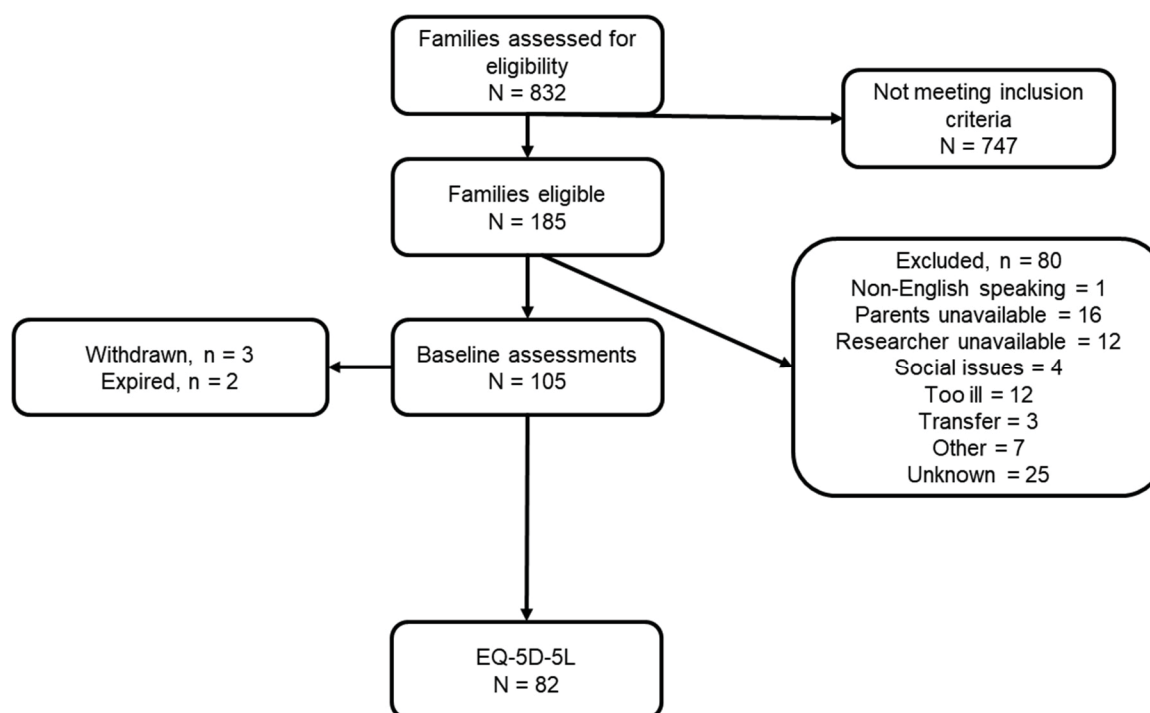 Families assessed for
eligibility
N = 832
Not meeting inclusion
criteria
N = 747
Families eligible
N = 185
Excluded, n = 80
Non-English speaking = 1
Parents unavailable = 16
Researcher unavailable = 12
Social issues = 4
Too ill = 12
Transfer = 3
Other = 7
Unknown = 25
Withdrawn, n = 3
Expired, n = 2
Baseline assessments
N = 105
EQ-5D-5L
N = 82